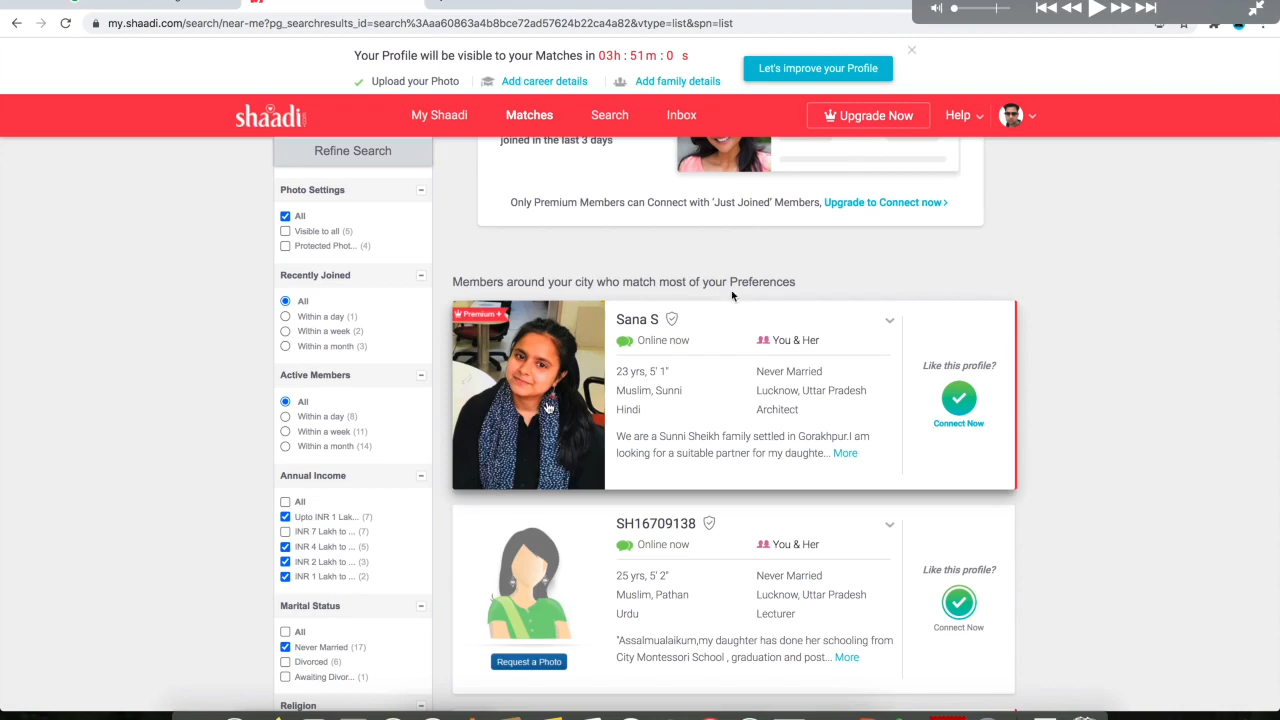 my.shaadi.com/search/near-me?pg_searchresults_id=search%3Aaa60863a4b8bce72ad57624b22ca4a82&vtype=list&spn=list
Your Profile will be visible to your Matches in 03h : 51m : 0 s
Upload your Photo
Add career details
Add family details
Let's improve your Profile
shaadi
My Shaadi
Matches
Search
Inbox
Upgrade Now
Help
Refine Search
joined in the last 3 days
Only Premium Members can Connect with 'Just Joined' Members, Upgrade to Connect now >
Photo Settings
All
Visible to all (5)
Protected Phot... (4)
Recently Joined
All
Within a day (1)
Within a week (2)
Within a month (3)
Active Members
All
Within a day (8)
Within a week (11)
Within a month (14)
Annual Income
All
Upto INR 1 Lak... (7)
INR 7 Lakh to ... (7)
INR 4 Lakh to ... (5)
INR 2 Lakh to ... (3)
INR 1 Lakh to ... (2)
Marital Status
All
Never Married (17)
Divorced (6)
Awaiting Divor... (1)
Religion
Members around your city who match most of your Preferences
Premium +
Sana S
Online now
You & Her
23 yrs, 5' 1"
Never Married
Muslim, Sunni
Lucknow, Uttar Pradesh
Hindi
Architect
We are a Sunni Sheikh family settled in Gorakhpur.I am
looking for a suitable partner for my daughte... More
Like this profile?
Connect Now
SH16709138
Online now
You & Her
25 yrs, 5' 2"
Never Married
Muslim, Pathan
Lucknow, Uttar Pradesh
Urdu
Lecturer
"Assalmualaikum,my daughter has done her schooling from
City Montessori School , graduation and post... More
Like this profile?
Connect Now
Request a Photo